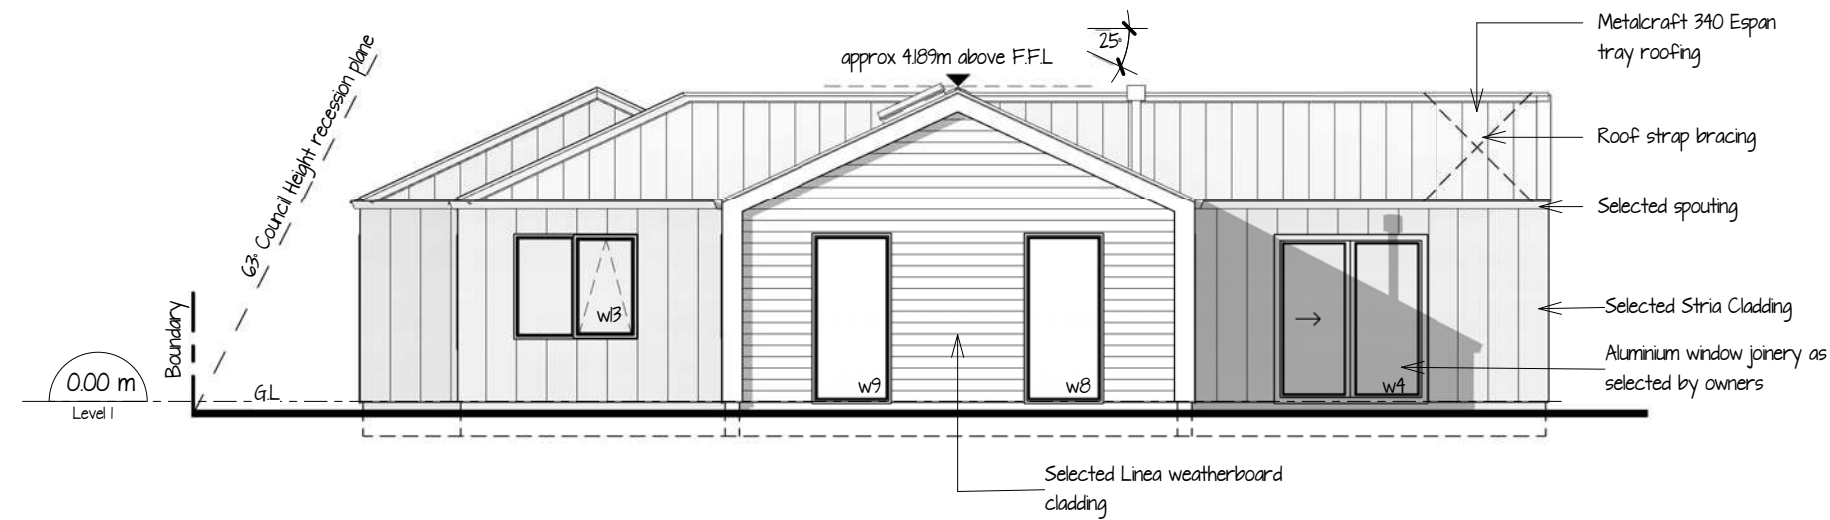 Metalcraft 340 Espan
tray roofing
25°
approx 4.189m above F.F.L
63° Council Height recession plane
Roof strap bracing
Selected spouting
w13
Selected Stria Cladding
Boundary
Aluminium window joinery as
selected by owners
0.00 m
Level 1
G.L
w9
w8
w4
Selected Linea weatherboard
cladding